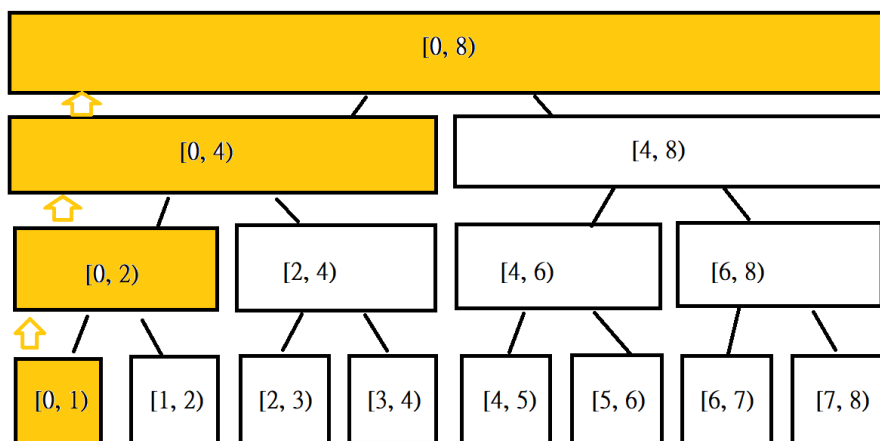 [0, 8)
[0, 4) [4, 8)
[0, 2) [2, 4) [4, 6) [6, 8)
[0, 1) [1, 2) [2, 3) [3, 4) [4, 5) [5, 6) [6, 7) [7, 8)